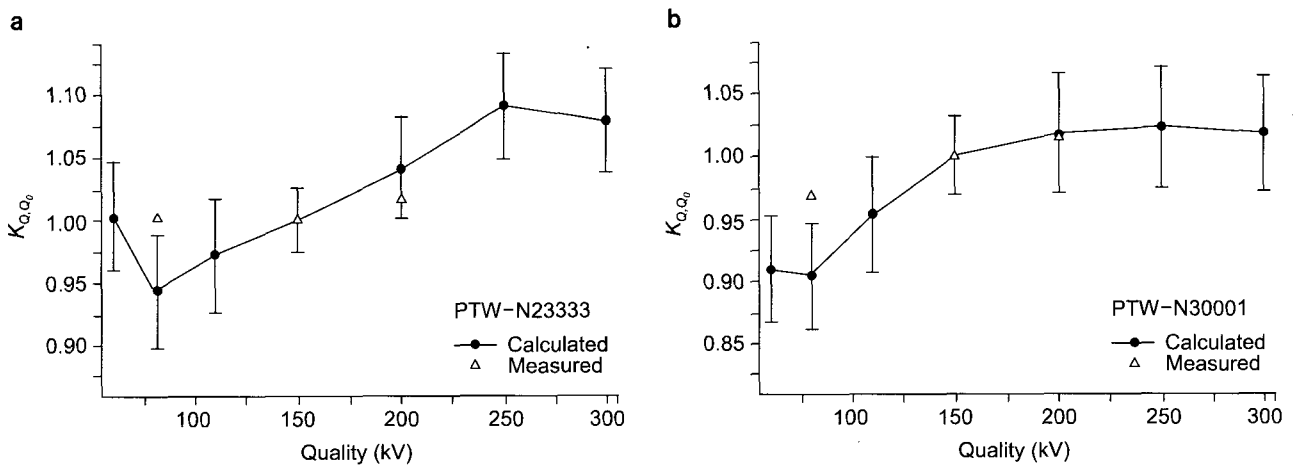 a
1.10
1.05
1.00
0.95
0.90
K_{Q,Q_0}
PTW-N23333
Calculated
Measured
100 150 200 250 300
Quality (kV)
b
1.05
1.00
0.95
0.90
0.85
K_{Q,Q_0}
PTW-N30001
Calculated
Measured
100 150 200 250 300
Quality (kV)